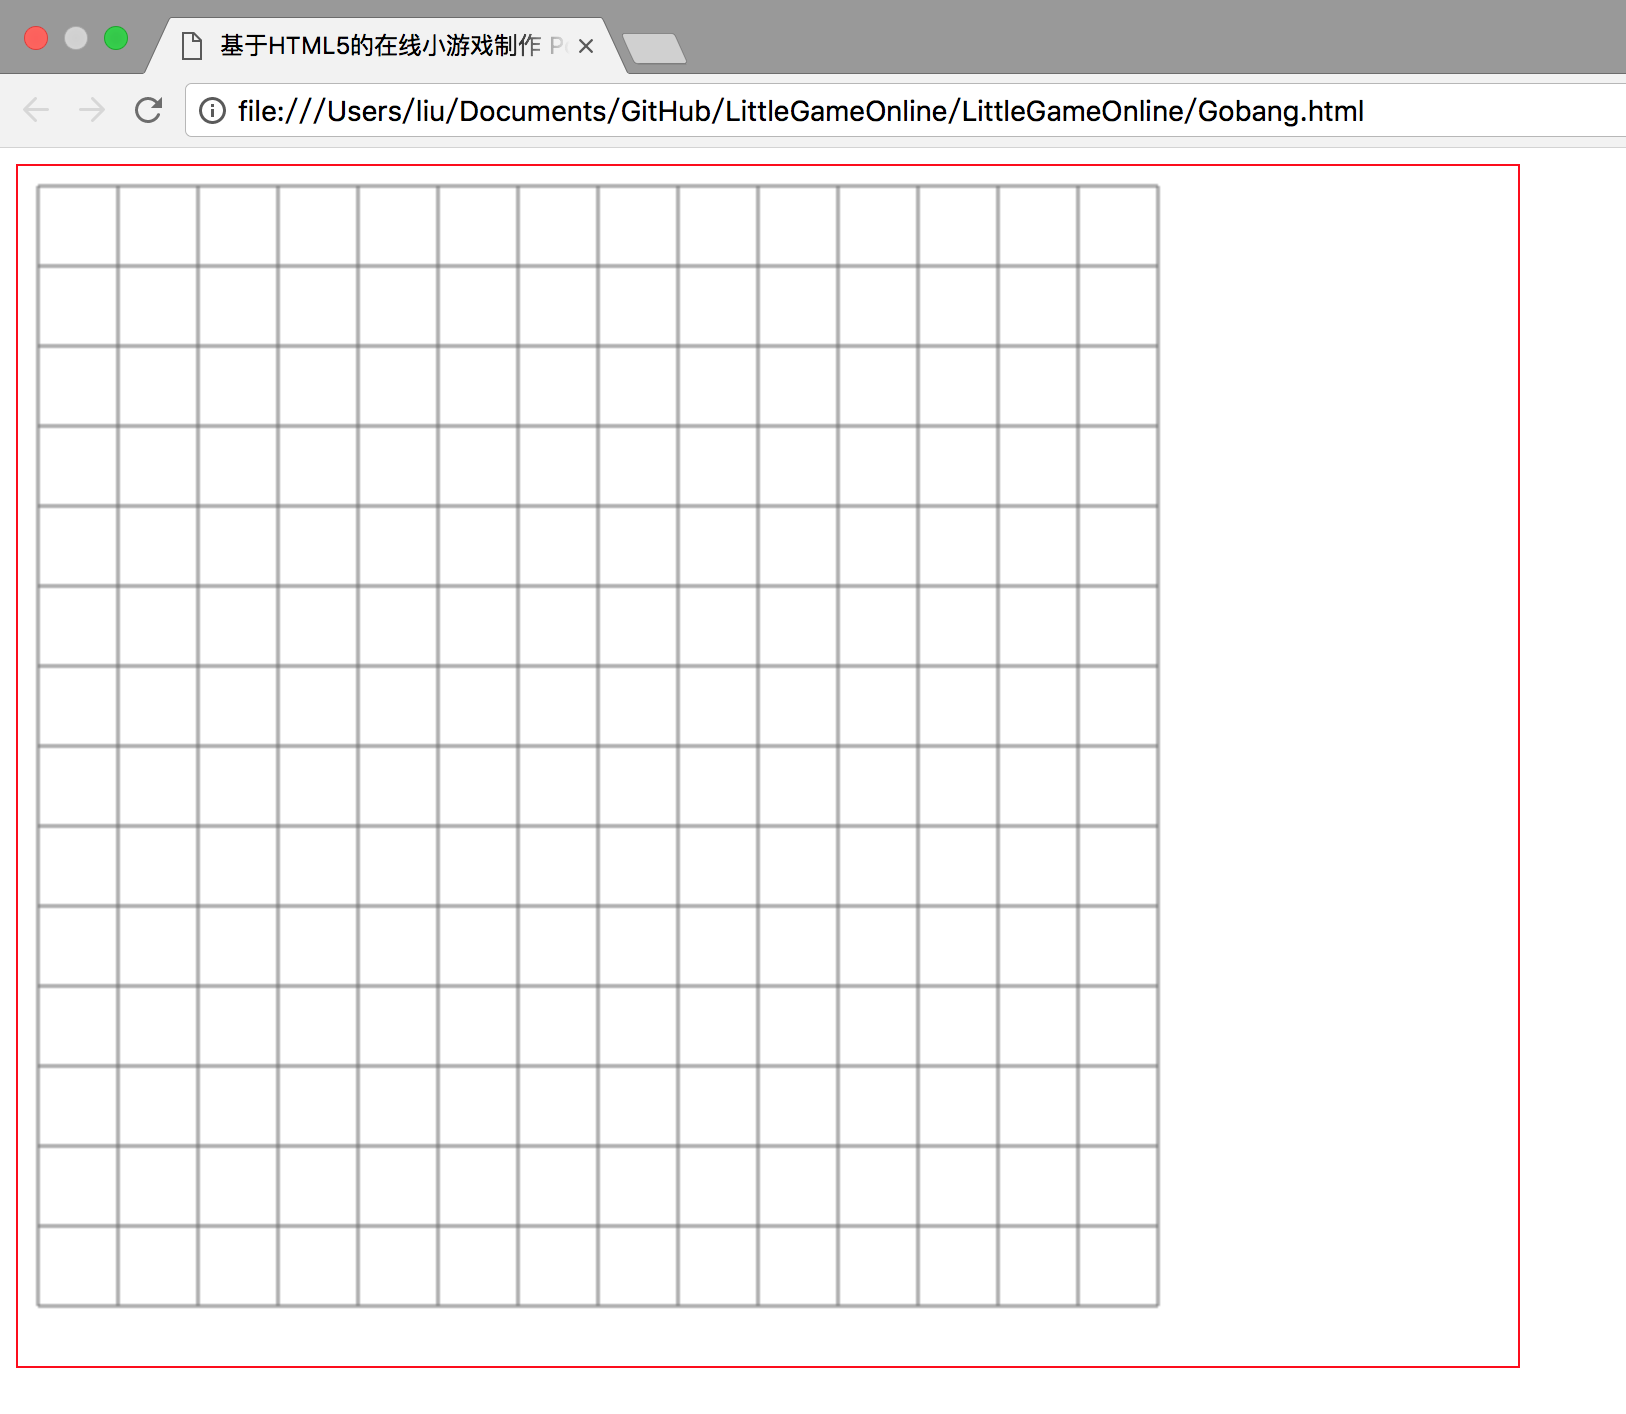 基于HTML5的在线小游戏制作
file:///Users/liu/Documents/GitHub/LittleGameOnline/LittleGameOnline/Gobang.html